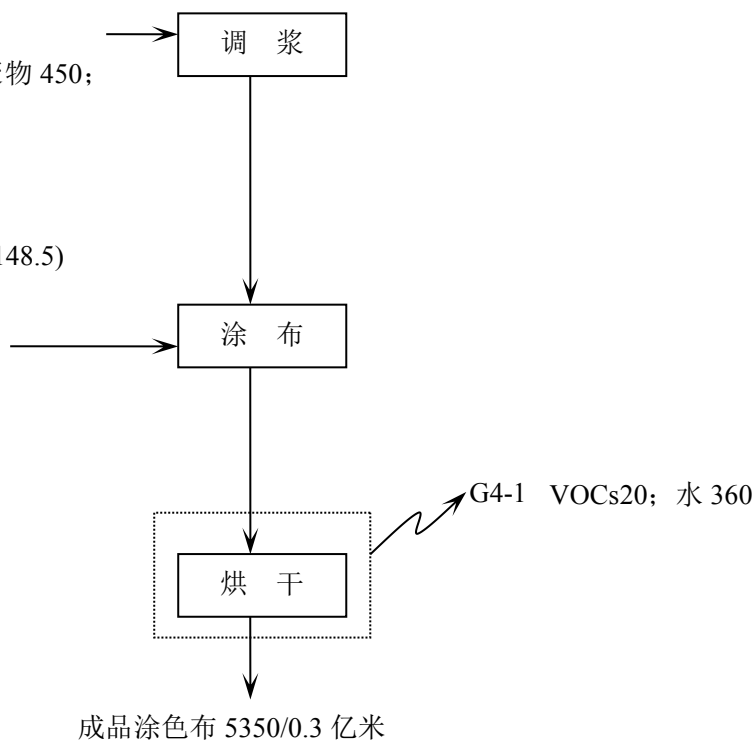 调 浆
物 450；
148.5)
涂 布
G4-1 VOCs20；水 360
烘 干
成品涂色布 5350/0.3 亿米